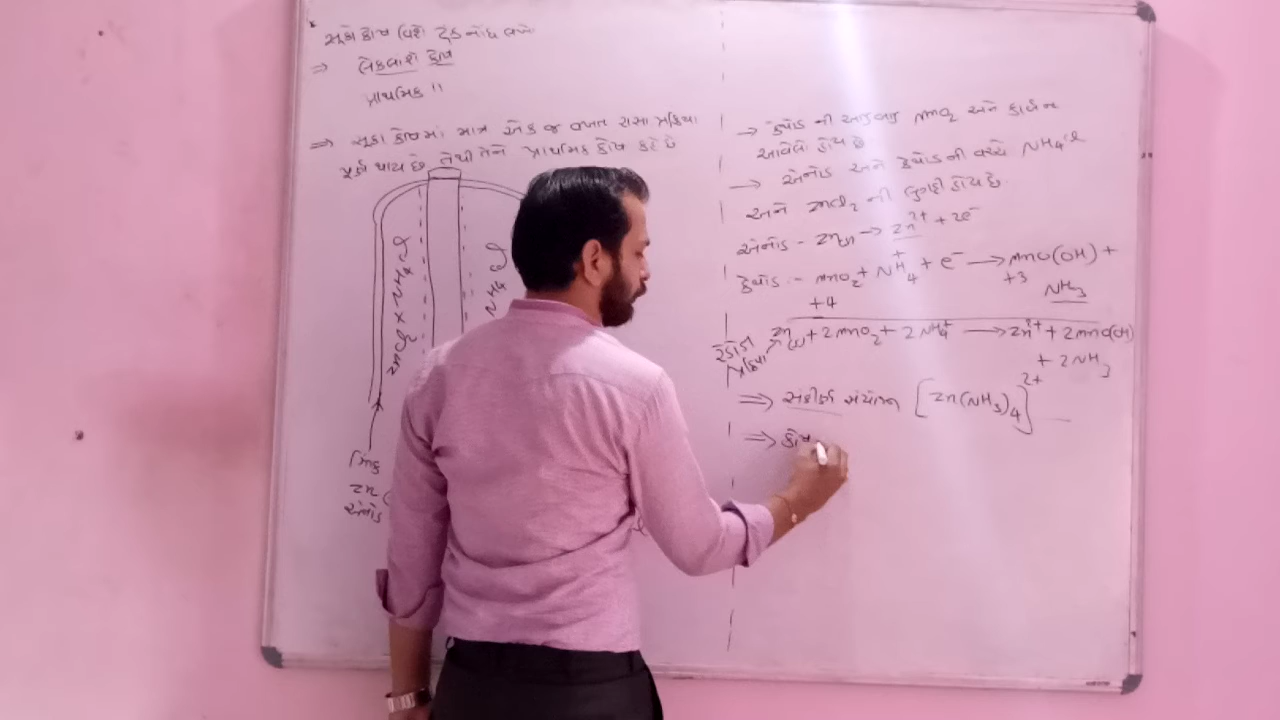 સૂકો કોષ વિશે ટૂંક નોંધ લખો
⇒ લેકલાન્શે કોષ
પ્રાથમિક "
⇒ સૂકા કોષમાં માત્ર એક જ વખત રાસા પ્રક્રિયા
પૂર્ણ થાય છે તેથી તેને પ્રાથમિક કોષ કહે છે
NH4
ઝિંક
Zn (
એનોડ
→ કેથોડ ની આજુબાજુ MnO2 અને કાર્બન
આવેલો હોય છે
→ એનોડ અને કેથોડ ની વચ્ચે NH4Cl
અને ZnCl2 ની લુગદી હોય છે
એનોડ - Zn(s) → Zn2+ + 2e-
કેથોડ :- MnO2 + NH4+ + e- → MnO(OH) +
+4 +3 NH3
રેડોક્ષ પ્રક્રિયા → Zn(s) + 2MnO2 + 2NH4+ → Zn2+ + 2MnO(OH)
+ 2NH3
⇒ સંકીર્ણ સંયોજન [Zn(NH3)4]2+
⇒ કોષ